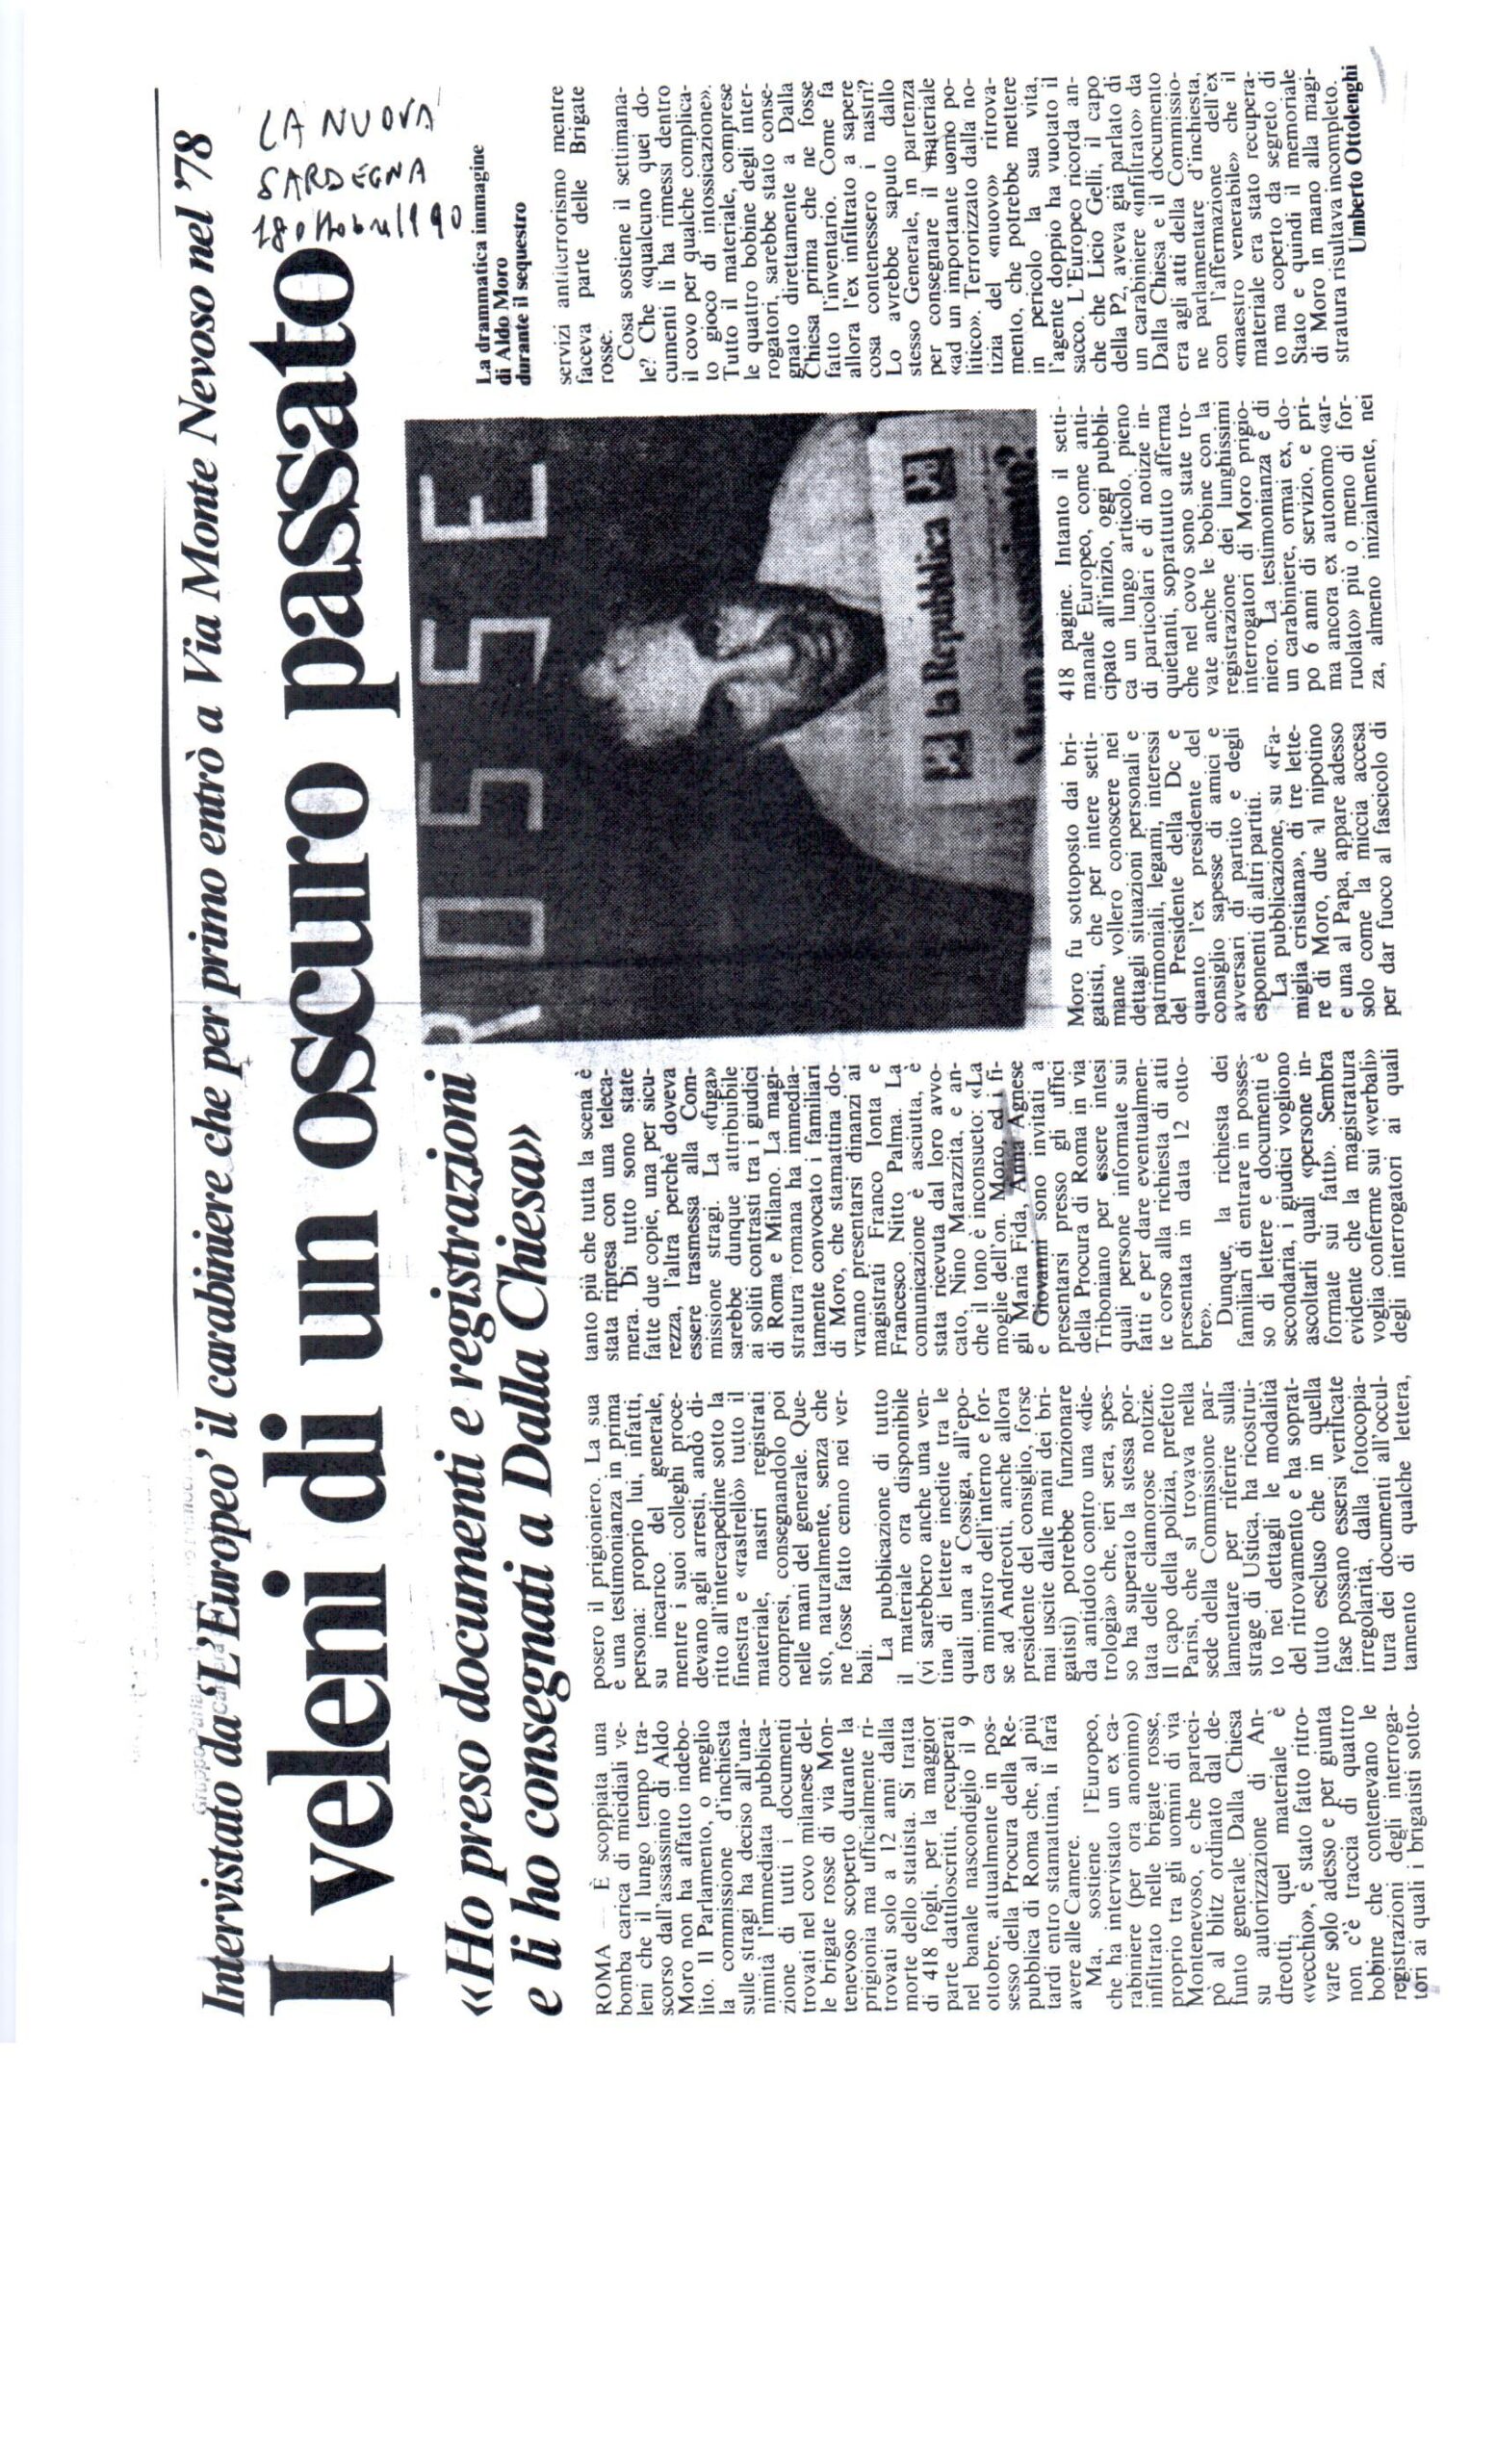 Intervistato da 'L'Europeo' il carabiniere che per primo entrò a Via Monte Nevoso nel '78
I veleni di un oscuro passato
LA NUOVA
SARDEGNA
18 ottobre 1990
«Ho preso documenti e registrazioni
e li ho consegnati a Dalla Chiesa»
ROMA — È scoppiata una
bomba carica di micidiali ve-
leni che il lungo tempo tra-
scorso dall'assassinio di Aldo
Moro non ha affatto indebo-
lito. Il Parlamento, o meglio
la commissione d'inchiesta
sulle stragi ha deciso all'una-
nimità l'immediata pubblica-
zione di tutti i documenti
trovati nel covo milanese del-
le brigate rosse di via Mon-
tenevoso scoperto durante la
prigionia ma ufficialmente ri-
trovati solo a 12 anni dalla
morte dello statista. Si tratta
di 418 fogli, per la maggior
parte dattiloscritti, recuperati
nel banale nascondiglio il 9
ottobre, attualmente in pos-
sesso della Procura della Re-
pubblica di Roma che, al più
tardi entro stamattina, li farà
avere alle Camere.
Ma, sostiene l'Europeo,
che ha intervistato un ex ca-
rabiniere (per ora anonimo)
infiltrato nelle brigate rosse,
proprio tra gli uomini di via
Montenevoso, e che parteci-
pò al blitz ordinato dal de-
funto generale Dalla Chiesa
su autorizzazione di An-
dreotti, quel materiale è
«vecchio», è stato fatto ritro-
vare solo adesso e per giunta
non c'è traccia di quattro
bobine che contenevano le
registrazioni degli interroga-
tori ai quali i brigatisti sotto-
posero il prigioniero. La sua
è una testimonianza in prima
persona: proprio lui, infatti,
su incarico del generale,
mentre i suoi colleghi proce-
devano agli arresti, andò di-
ritto all'intercapedine sotto la
finestra e «rastrellò» tutto il
materiale, nastri registrati
compresi, consegnandolo poi
nelle mani del generale. Que-
sto, naturalmente, senza che
ne fosse fatto cenno nei ver-
bali.
La pubblicazione di tutto
il materiale ora disponibile
(vi sarebbero anche una ven-
tina di lettere inedite tra le
quali una a Cossiga, all'epo-
ca ministro dell'interno e for-
se ad Andreotti, anche allora
presidente del consiglio, forse
mai uscite dalle mani dei bri-
gatisti) potrebbe funzionare
da antidoto contro una «die-
trologia» che, ieri sera, spes-
so ha superato la stessa por-
tata delle clamorose notizie.
Il capo della polizia, prefetto
Parisi, che si trovava nella
sede della Commissione par-
lamentare per riferire sulla
strage di Ustica, ha ricostrui-
to nei dettagli le modalità
del ritrovamento e ha soprat-
tutto escluso che in quella
fase possano essersi verificate
irregolarità, dalla fotocopia-
tura dei documenti all'occul-
tamento di qualche lettera,
tanto più che tutta la scena è
stata ripresa con una teleca-
mera. Di tutto sono state
fatte due copie, una per sicu-
rezza, l'altra perchè doveva
essere trasmessa alla Com-
missione stragi. La «fuga»
sarebbe dunque attribuibile
ai soliti contrasti tra i giudici
di Roma e Milano. La magi-
stratura romana ha immedia-
tamente convocato i familiari
di Moro, che stamattina do-
vranno presentarsi dinanzi ai
magistrati Franco Ionta e
Francesco Nitto Palma. La
comunicazione è asciutta, è
stata ricevuta dal loro avvo-
cato, Nino Marazzita, e an-
che il tono è inconsueto: «La
moglie dell'on. Moro ed i fi-
gli Maria Fida, Anna Agnese
e Giovanni sono invitati a
presentarsi presso gli uffici
della Procura di Roma in via
Triboniano per essere intesi
quali persone informate sui
fatti e per dare eventualmen-
te corso alla richiesta di atti
presentata in data 12 otto-
bre».
Dunque, la richiesta dei
familiari di entrare in posses-
so di lettere e documenti è
secondaria, i giudici vogliono
ascoltarli quali «persone in-
formate sui fatti». Sembra
evidente che la magistratura
voglia conferme sui «verbali»
degli interrogatori ai quali
ROSSE
la Repubblica
Moro assassinato?
Moro fu sottoposto dai bri-
gatisti, che per intere setti-
mane vollero conoscere nei
dettagli situazioni personali e
patrimoniali, legami, interessi
del Presidente della Dc e
quanto l'ex presidente del
consiglio sapesse di amici e
avversari di partito e degli
esponenti di altri partiti.
La pubblicazione, su «Fa-
miglia cristiana», di tre lette-
re di Moro, due al nipotino
e una al Papa, appare adesso
solo come la miccia accesa
per dar fuoco al fascicolo di
418 pagine. Intanto il setti-
manale Europeo, come anti-
cipato all'inizio, oggi pubbli-
ca un lungo articolo, pieno
di particolari e di notizie in-
quietanti, soprattutto afferma
che nel covo sono state tro-
vate anche le bobine con la
registrazione dei lunghissimi
interrogatori di Moro prigio-
niero. La testimonianza è di
un carabiniere, ormai ex, do-
po 6 anni di servizio, e pri-
ma ancora ex autonomo «ar-
ruolato» più o meno di for-
za, almeno inizialmente, nei
La drammatica immagine
di Aldo Moro
durante il sequestro
servizi antiterrorismo mentre
faceva parte delle Brigate
rosse.
Cosa sostiene il settimana-
le? Che «qualcuno quei do-
cumenti li ha rimessi dentro
il covo per qualche complica-
to gioco di intossicazione».
Tutto il materiale, comprese
le quattro bobine degli inter-
rogatori, sarebbe stato conse-
gnato direttamente a Dalla
Chiesa prima che ne fosse
fatto l'inventario. Come fa
allora l'ex infiltrato a sapere
cosa contenessero i nastri?
Lo avrebbe saputo dallo
stesso Generale, in partenza
per consegnare il materiale
«ad un importante uomo po-
litico». Terrorizzato dalla no-
tizia del «nuovo» ritrova-
mento, che potrebbe mettere
in pericolo la sua vita,
l'agente doppio ha vuotato il
sacco. L'Europeo ricorda an-
che che Licio Gelli, il capo
della P2, aveva già parlato di
un carabiniere «infiltrato» da
Dalla Chiesa e il documento
era agli atti della Commissio-
ne parlamentare d'inchiesta,
con l'affermazione dell'ex
«maestro venerabile» che il
materiale era stato recupera-
to ma coperto da segreto di
Stato e quindi il memoriale
di Moro in mano alla magi-
stratura risultava incompleto.
Umberto Ottolenghi